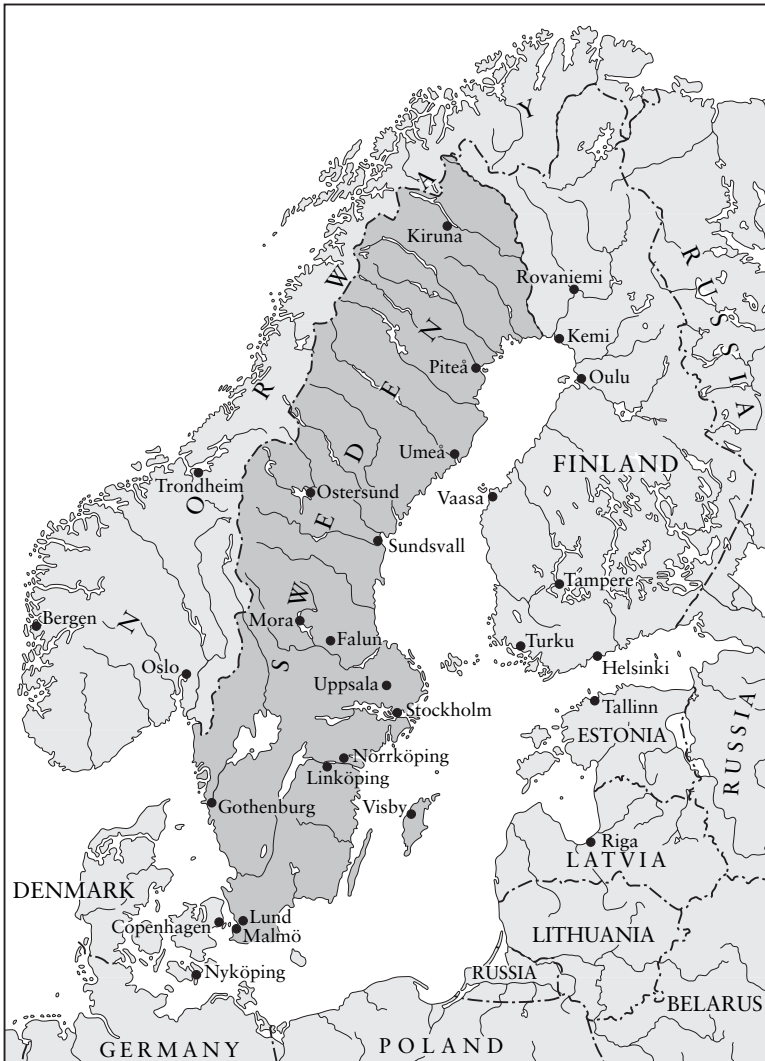 NORWAY
Kiruna
RUSSIA
Rovaniemi
SWEDEN
Kemi
Piteå
Oulu
Umeå
FINLAND
Trondheim
Ostersund
Vaasa
Sundsvall
Tampere
Bergen
Mora
Falun
Turku
Oslo
Helsinki
Uppsala
Stockholm
Tallinn
ESTONIA
RUSSIA
Norrköping
Linköping
Gothenburg
Visby
Riga
LATVIA
DENMARK
Lund
Copenhagen
Malmö
LITHUANIA
Nyköping
RUSSIA
BELARUS
GERMANY
POLAND